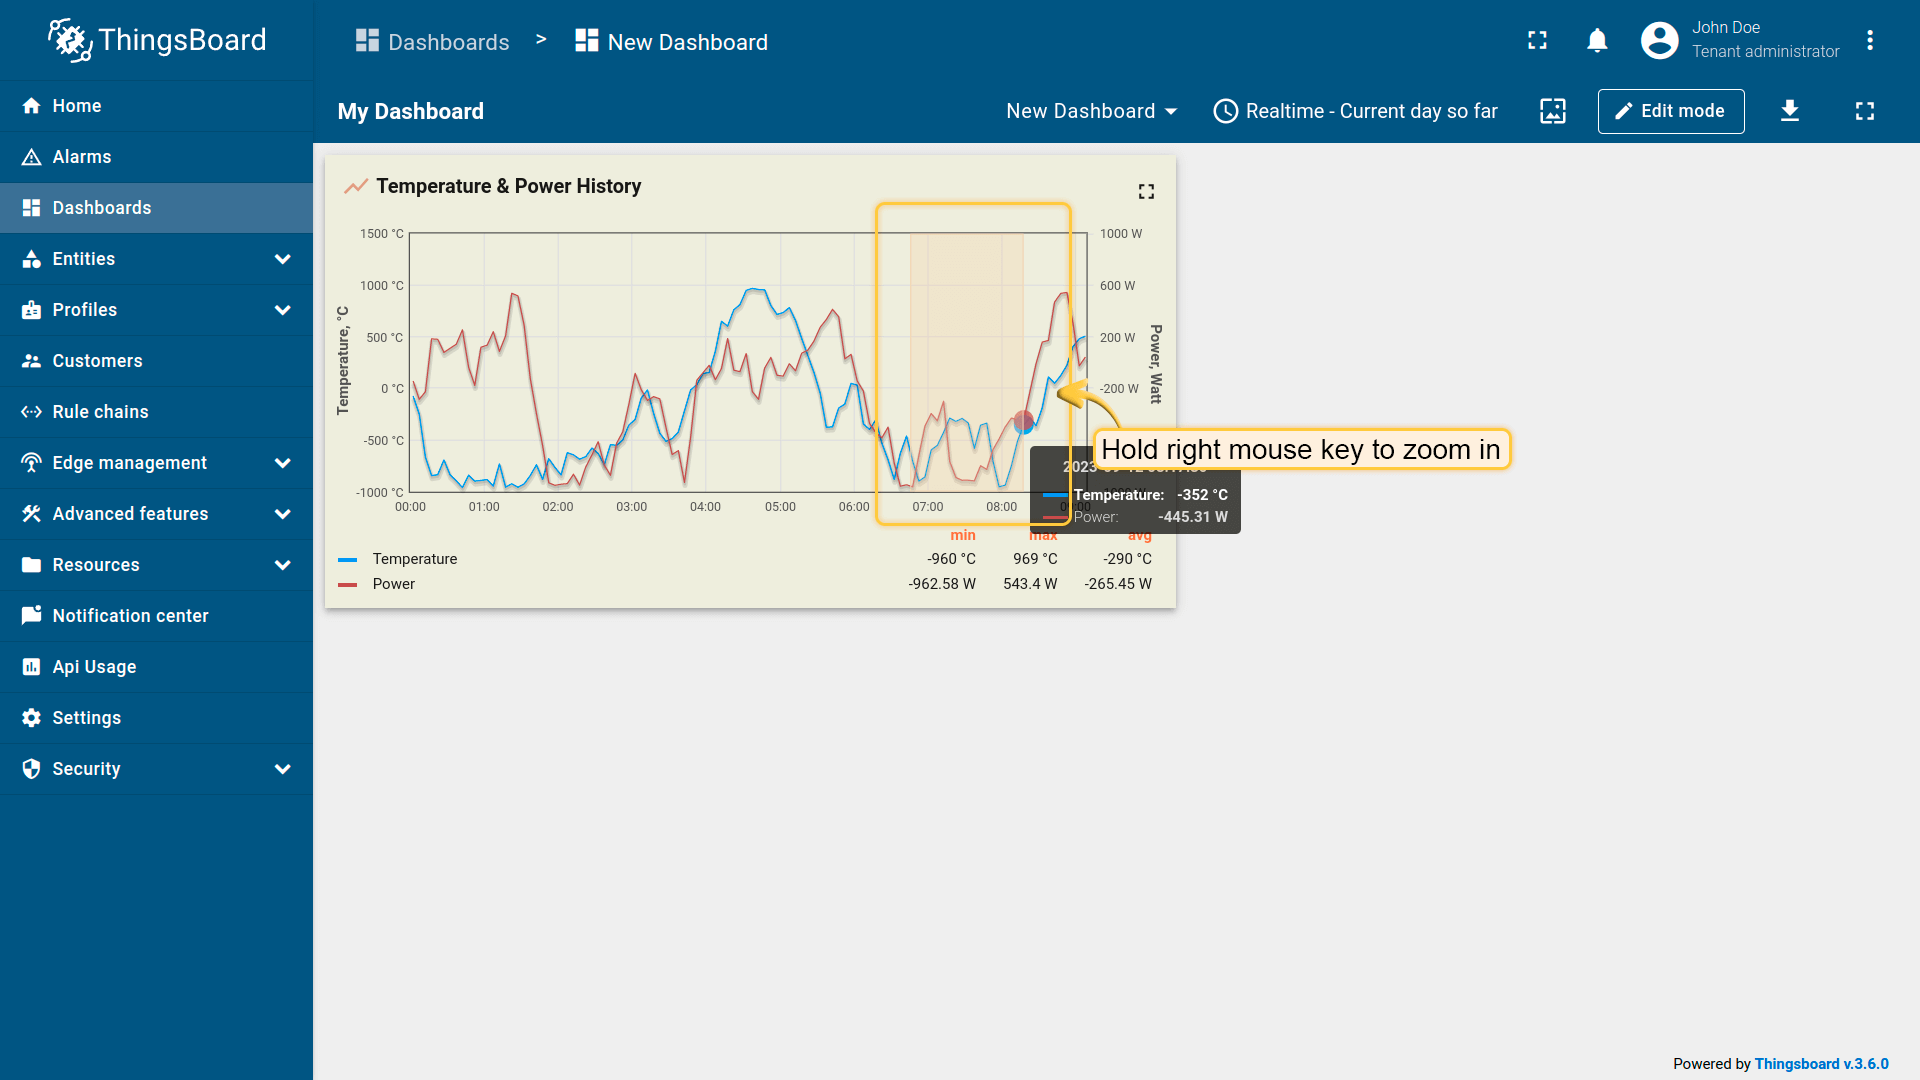 ThingsBoard
Dashboards > New Dashboard
John Doe
Tenant administrator
Home
Alarms
Dashboards
Entities
Profiles
Customers
Rule chains
Edge management
Advanced features
Resources
Notification center
Api Usage
Settings
Security
My Dashboard
New Dashboard
Realtime - Current day so far
Edit mode
Temperature & Power History
Temperature, °C
1500 °C
1000 °C
500 °C
0 °C
-500 °C
-1000 °C
1000 W
600 W
200 W
-200 W
Power, Watt
00:00 01:00 02:00 03:00 04:00 05:00 06:00 07:00 08:00 09:00
Hold right mouse key to zoom in
Temperature: -352 °C
Power: -445.31 W
min max avg
Temperature -960 °C 969 °C -290 °C
Power -962.58 W 543.4 W -265.45 W
Powered by Thingsboard v.3.6.0